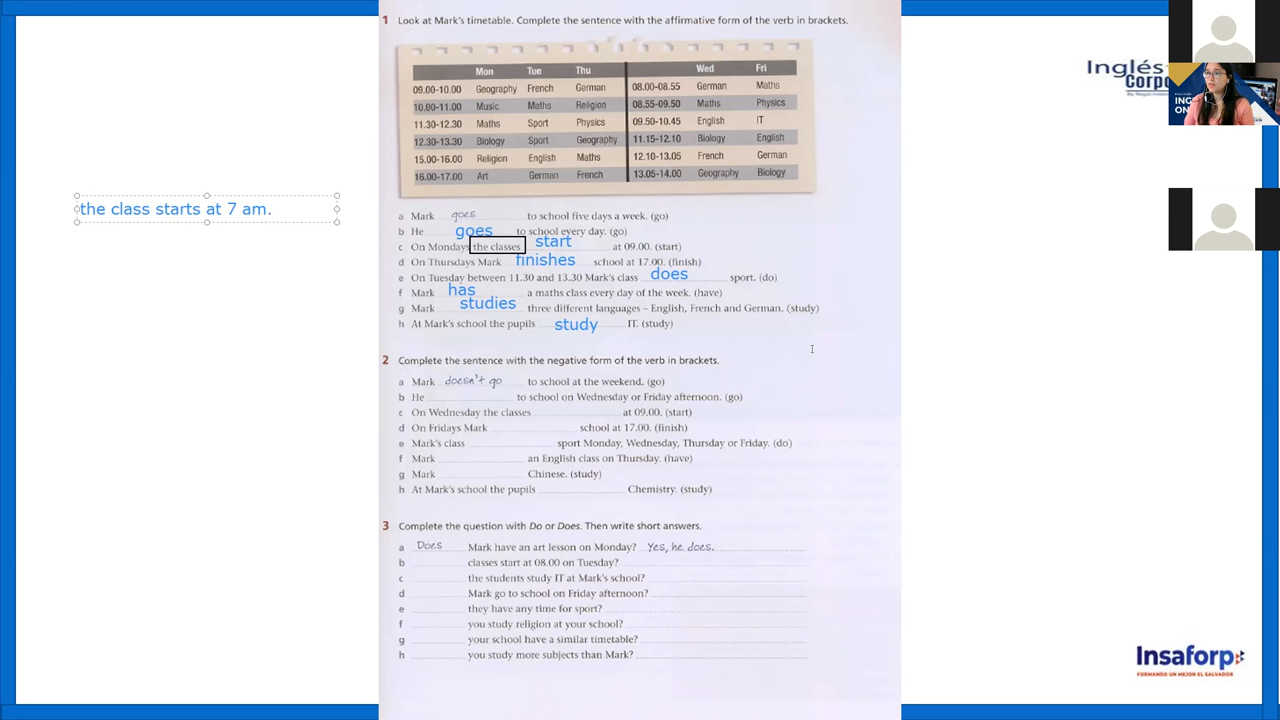 1 Look at Mark's timetable. Complete the sentence with the affirmative form of the verb in brackets.
Mon Tue Thu Wed Fri
09.00-10.00 Geography French German 08.00-08.55 German Maths
10.00-11.00 Music Maths Religion 08.55-09.50 Maths Physics
11.30-12.30 Maths Sport Physics 09.50-10.45 English IT
12.30-13.30 Biology Sport Geography 11.15-12.10 Biology English
15.00-16.00 Religion English Maths 12.10-13.05 French German
16.00-17.00 Art German French 13.05-14.00 Geography Biology
the class starts at 7 am.
a Mark goes to school five days a week. (go)
b He goes to school every day. (go)
c On Mondays the classes start at 09.00. (start)
d On Thursdays Mark finishes school at 17.00. (finish)
e On Tuesday between 11.30 and 13.30 Mark's class does sport. (do)
f Mark has a maths class every day of the week. (have)
g Mark studies three different languages – English, French and German. (study)
h At Mark's school the pupils study IT. (study)
2 Complete the sentence with the negative form of the verb in brackets.
a Mark doesn't go to school at the weekend. (go)
b He to school on Wednesday or Friday afternoon. (go)
c On Wednesday the classes at 09.00. (start)
d On Fridays Mark school at 17.00. (finish)
e Mark's class sport Monday, Wednesday, Thursday or Friday. (do)
f Mark an English class on Thursday. (have)
g Mark Chinese. (study)
h At Mark's school the pupils Chemistry. (study)
3 Complete the question with Do or Does. Then write short answers.
a Does Mark have an art lesson on Monday? Yes, he does.
b classes start at 08.00 on Tuesday?
c the students study IT at Mark's school?
d Mark go to school on Friday afternoon?
e they have any time for sport?
f you study religion at your school?
g your school have a similar timetable?
h you study more subjects than Mark?
Inglés
Corpo
Insaforp
FORMANDO UN MEJOR EL SALVADOR